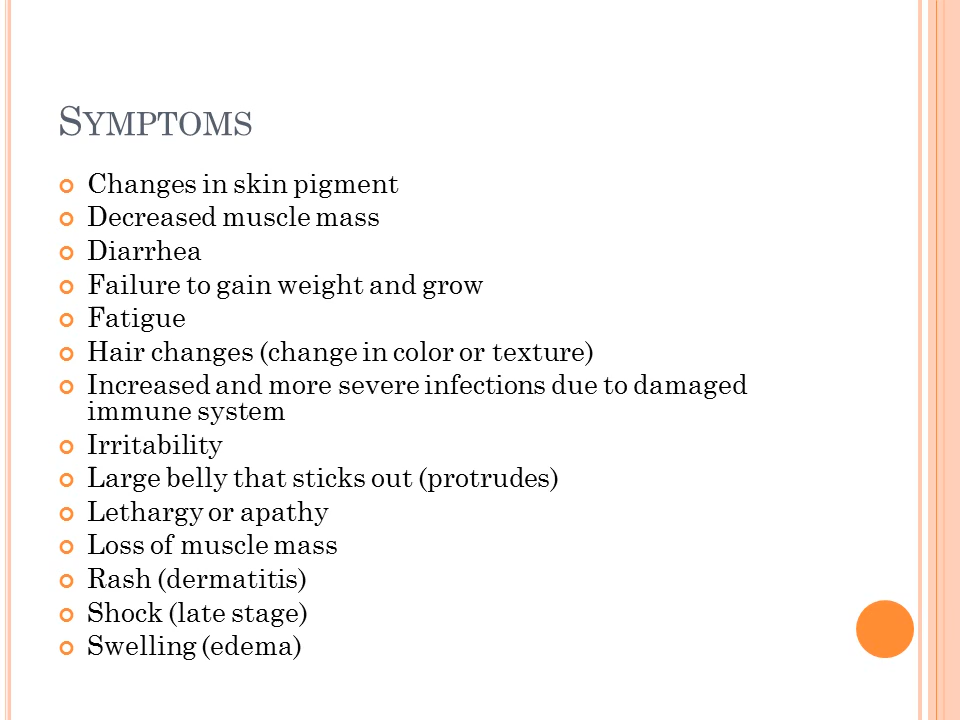 SYMPTOMS
Changes in skin pigment
Decreased muscle mass
Diarrhea
Failure to gain weight and grow
Fatigue
Hair changes (change in color or texture)
Increased and more severe infections due to damaged
immune system
Irritability
Large belly that sticks out (protrudes)
Lethargy or apathy
Loss of muscle mass
Rash (dermatitis)
Shock (late stage)
Swelling (edema)